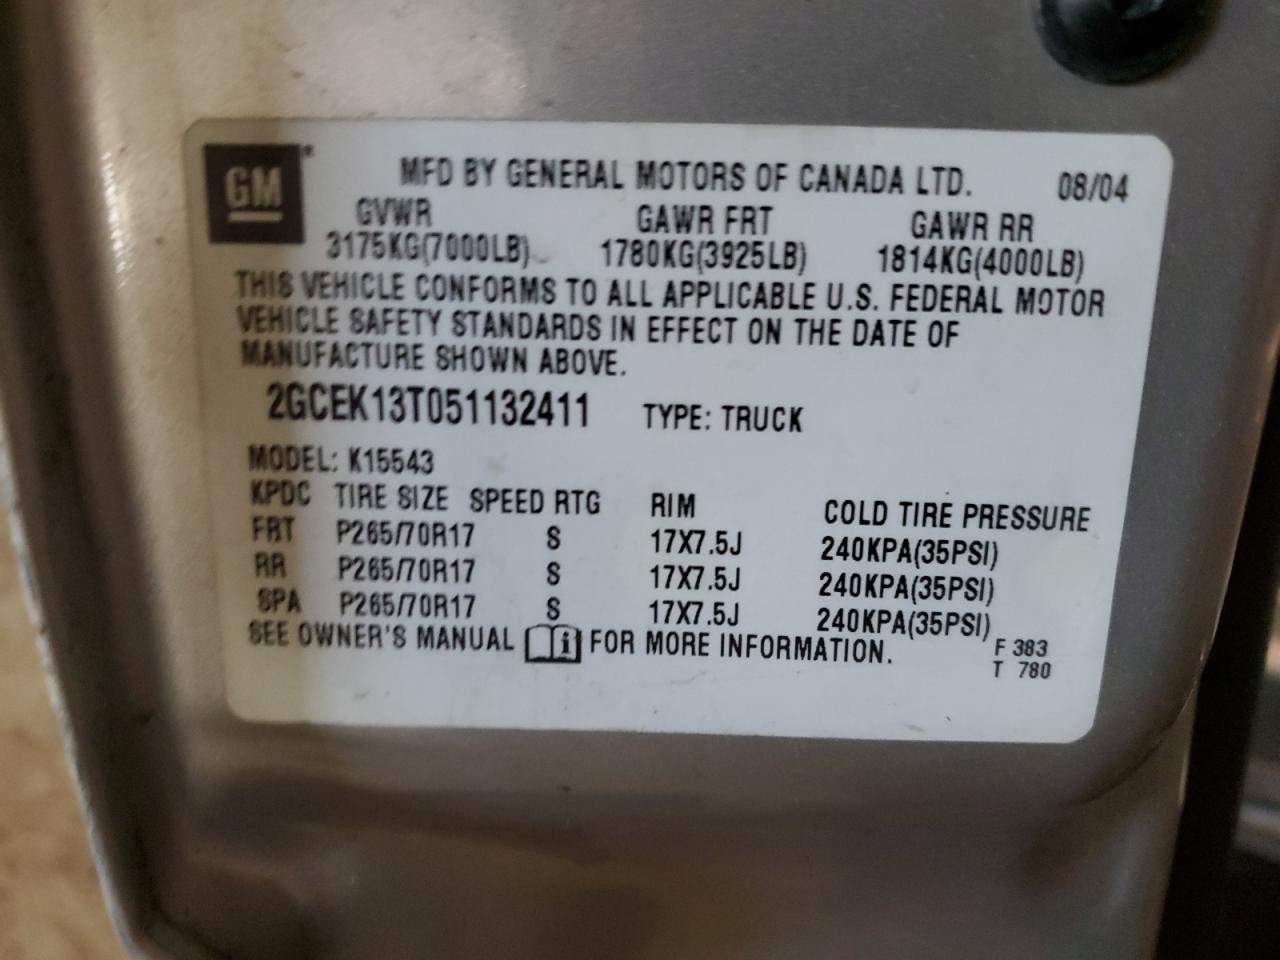 GM
MFD BY GENERAL MOTORS OF CANADA LTD. 08/04
GVWR GAWR FRT GAWR RR
3175KG(7000LB) 1780KG(3925LB) 1814KG(4000LB)
THIS VEHICLE CONFORMS TO ALL APPLICABLE U.S. FEDERAL MOTOR
VEHICLE SAFETY STANDARDS IN EFFECT ON THE DATE OF
MANUFACTURE SHOWN ABOVE.
2GCEK13T051132411 TYPE: TRUCK
MODEL: K15543
KPDC TIRE SIZE SPEED RTG RIM COLD TIRE PRESSURE
FRT P265/70R17 S 17X7.5J 240KPA(35PSI)
RR P265/70R17 S 17X7.5J 240KPA(35PSI)
SPA P265/70R17 S 17X7.5J 240KPA(35PSI)
SEE OWNER'S MANUAL i FOR MORE INFORMATION.
F 383
T 780